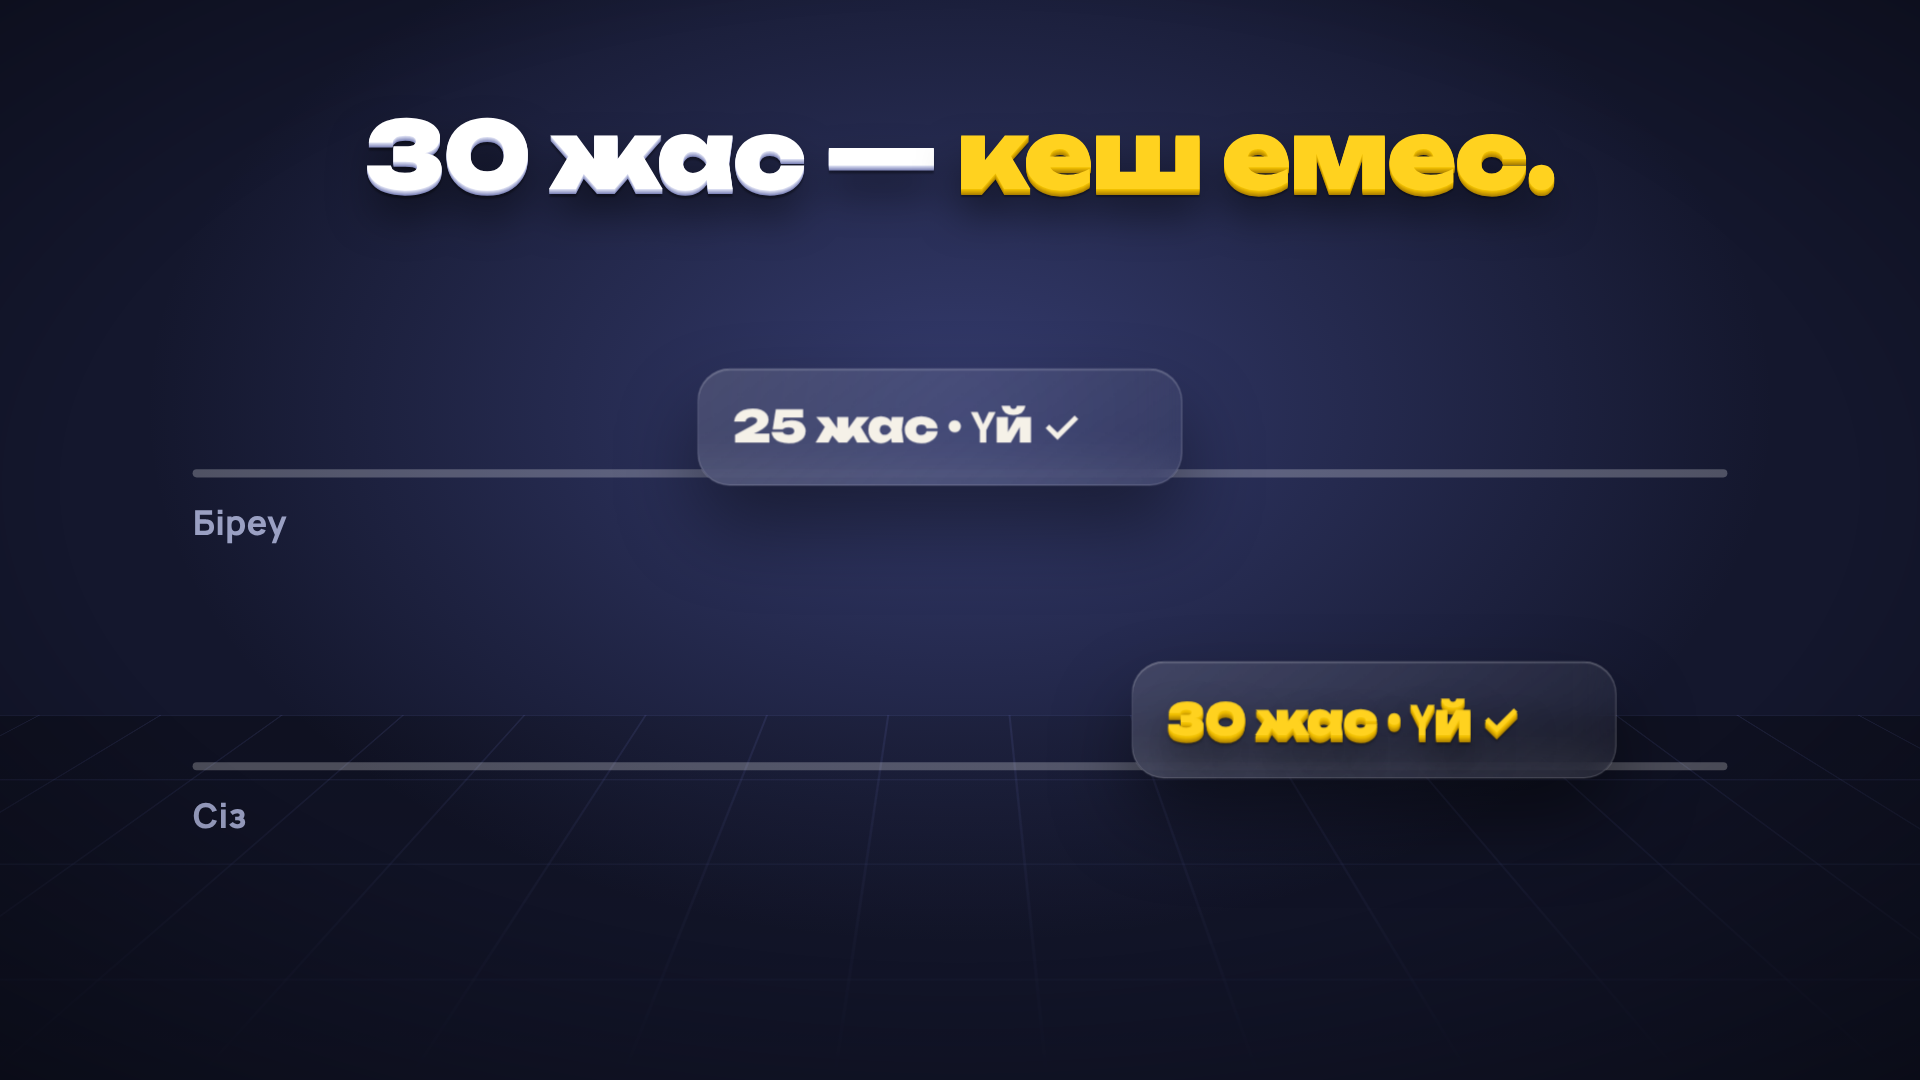 30 жас — кеш емес.
25 жас • Үй ✓
Біреу
30 жас • Үй ✓
Сіз